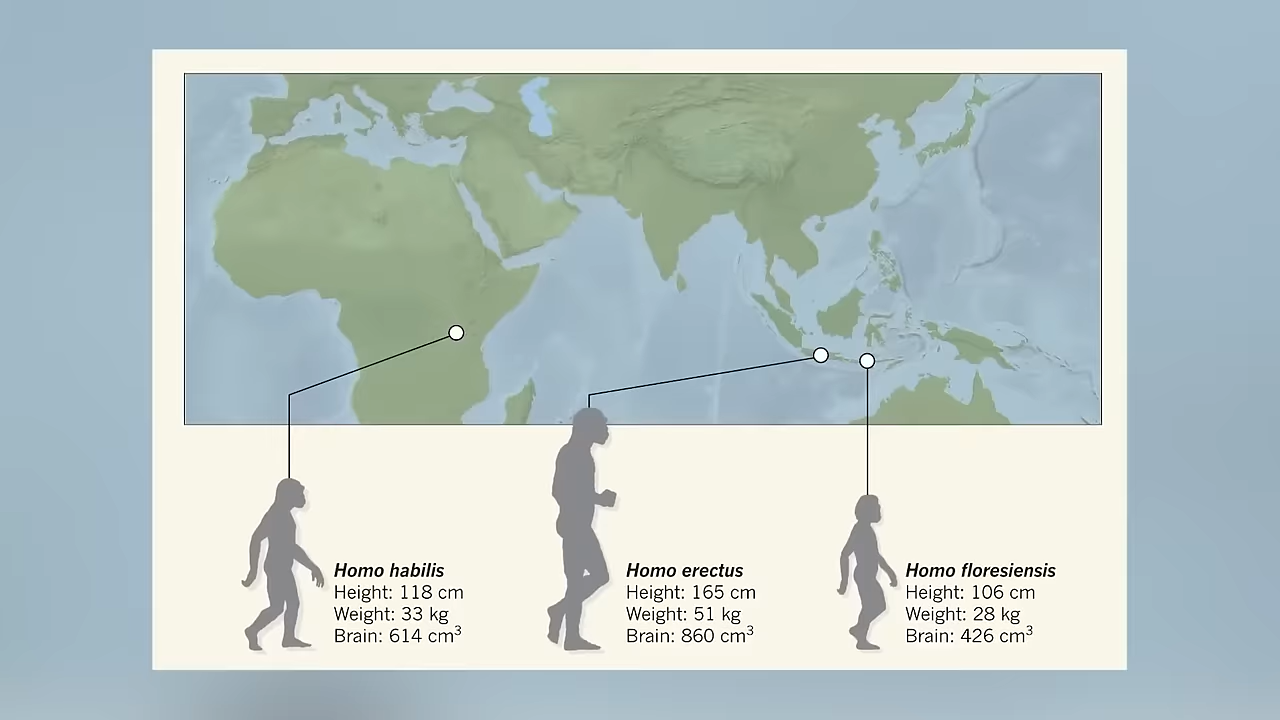 Homo habilis
Height: 118 cm
Weight: 33 kg
Brain: 614 cm³
Homo erectus
Height: 165 cm
Weight: 51 kg
Brain: 860 cm³
Homo floresiensis
Height: 106 cm
Weight: 28 kg
Brain: 426 cm³